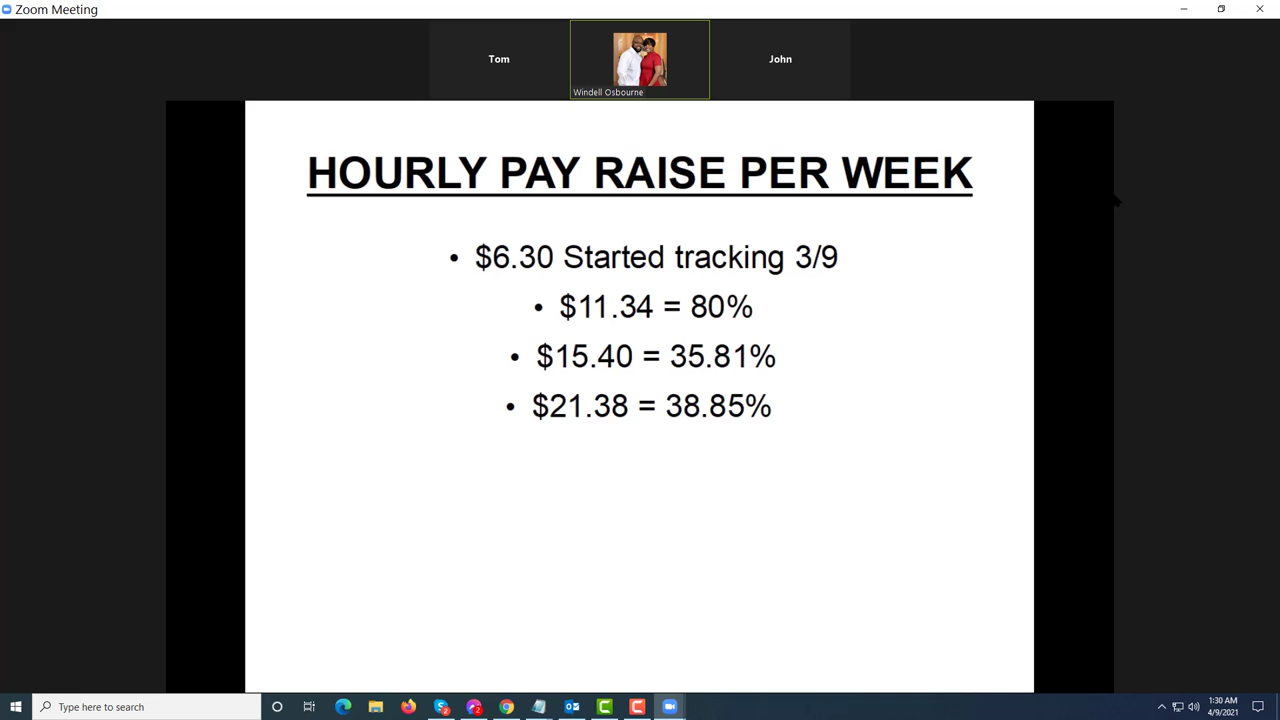 Zoom Meeting
Tom
Windell Osbourne
John
HOURLY PAY RAISE PER WEEK
• $6.30 Started tracking 3/9
• $11.34 = 80%
• $15.40 = 35.81%
• $21.38 = 38.85%
Type here to search
2
2
1:30 AM
4/9/2021